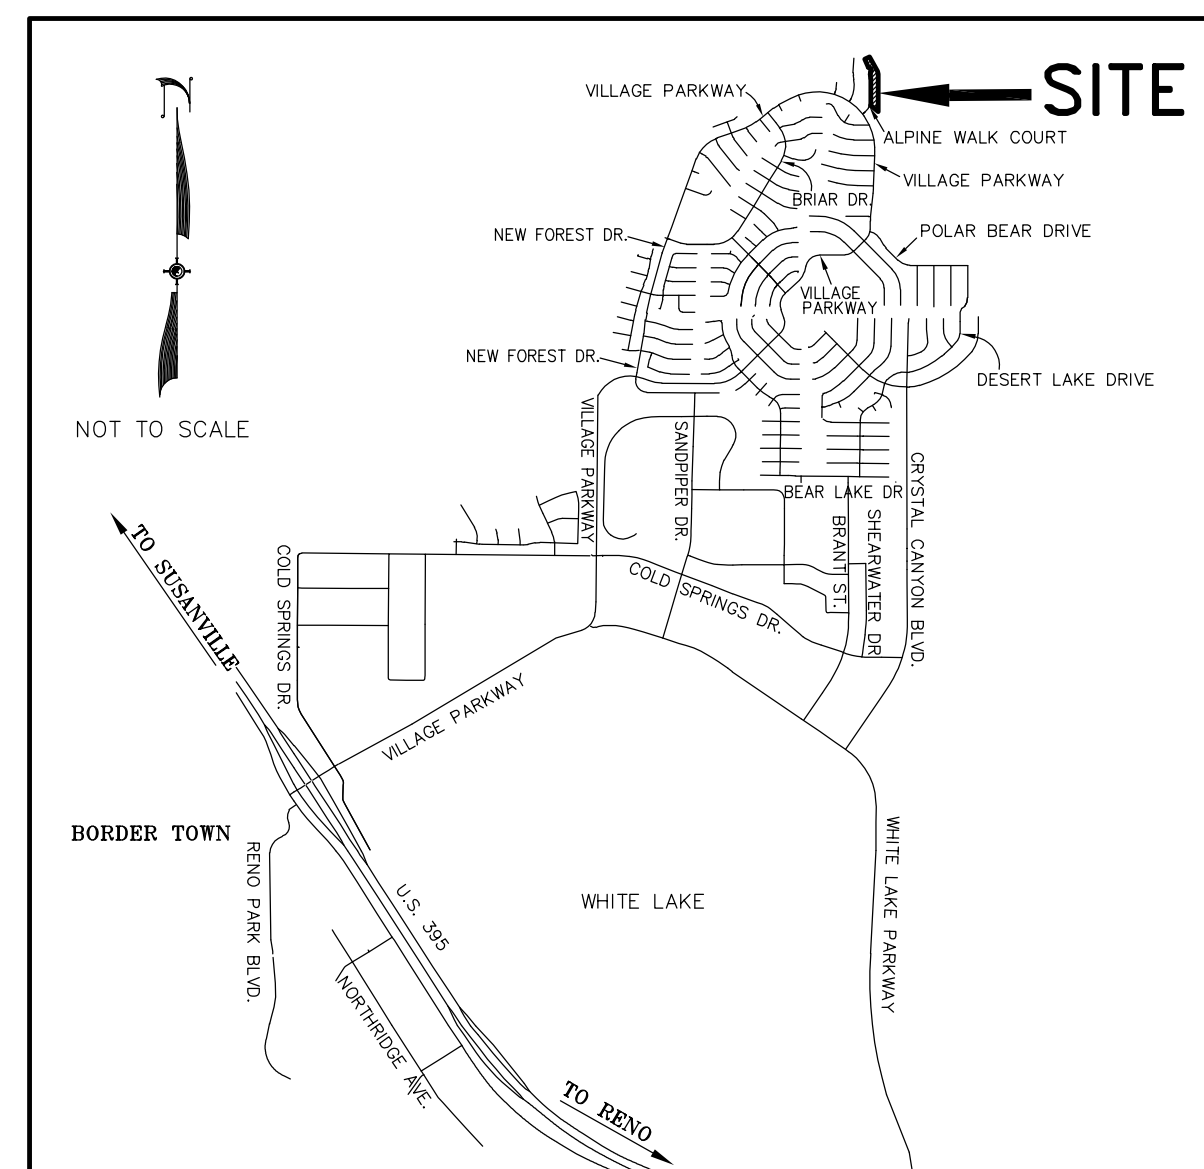 SITE
VILLAGE PARKWAY
ALPINE WALK COURT
VILLAGE PARKWAY
BRIAR DR.
POLAR BEAR DRIVE
NEW FOREST DR.
VILLAGE
PARKWAY
NEW FOREST DR.
DESERT LAKE DRIVE
NOT TO SCALE
VILLAGE PARKWAY
SANDPIPER DR.
BEAR LAKE DR
CRYSTAL CANYON BLVD.
SHEARWATER DR
BRANT ST.
TO SUSANVILLE
COLD SPRINGS DR.
COLD SPRINGS DR.
VILLAGE PARKWAY
BORDER TOWN
RENO PARK BLVD.
U.S. 395
WHITE LAKE
WHITE LAKE PARKWAY
NORTHRIDGE AVE.
TO RENO